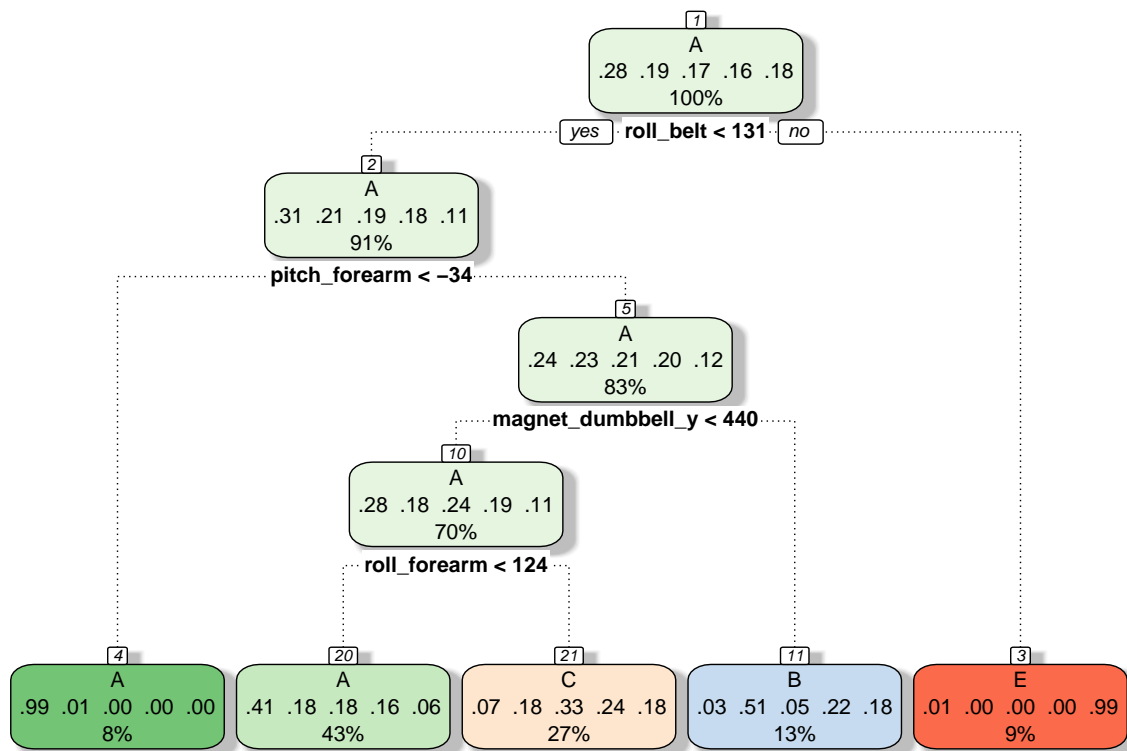 1
A
.28 .19 .17 .16 .18
100%
yes roll_belt < 131 no
2
A
.31 .21 .19 .18 .11
91%
pitch_forearm < −34
5
A
.24 .23 .21 .20 .12
83%
magnet_dumbbell_y < 440
10
A
.28 .18 .24 .19 .11
70%
roll_forearm < 124
4
A
.99 .01 .00 .00 .00
8%
20
A
.41 .18 .18 .16 .06
43%
21
C
.07 .18 .33 .24 .18
27%
11
B
.03 .51 .05 .22 .18
13%
3
E
.01 .00 .00 .00 .99
9%